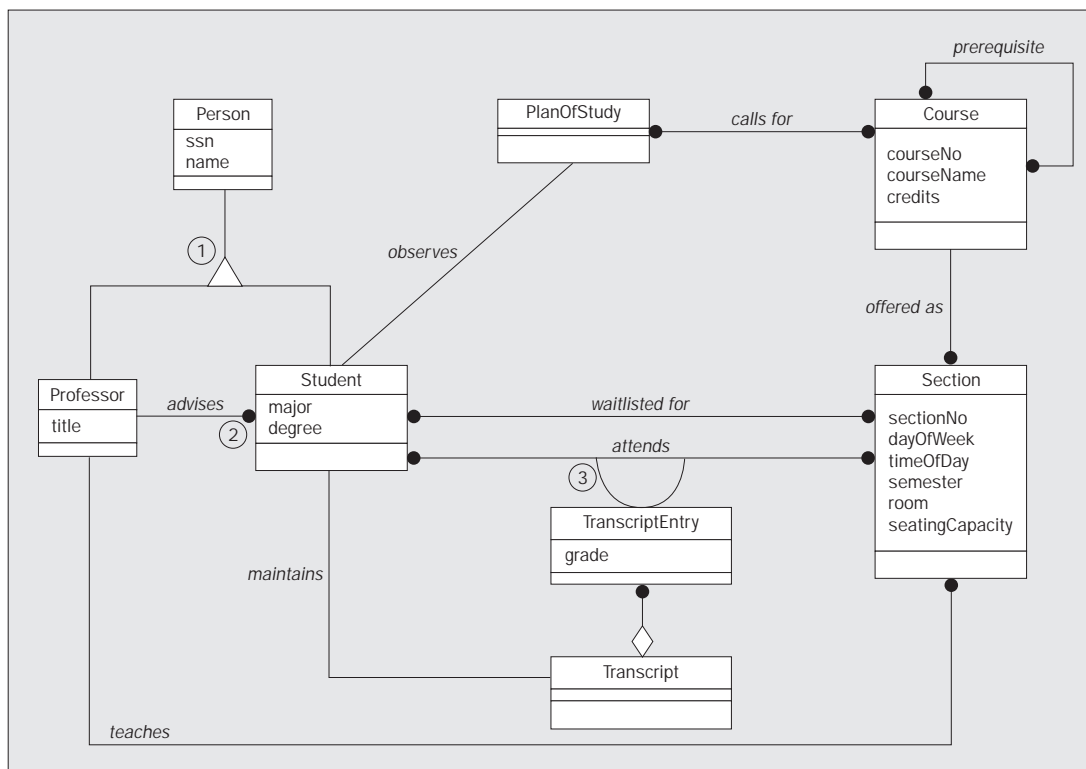 prerequisite
Person
ssn
name
PlanOfStudy
calls for
Course
courseNo
courseName
credits
1
observes
offered as
Professor
title
advises
2
Student
major
degree
waitlisted for
attends
3
Section
sectionNo
dayOfWeek
timeOfDay
semester
room
seatingCapacity
TranscriptEntry
grade
maintains
Transcript
teaches